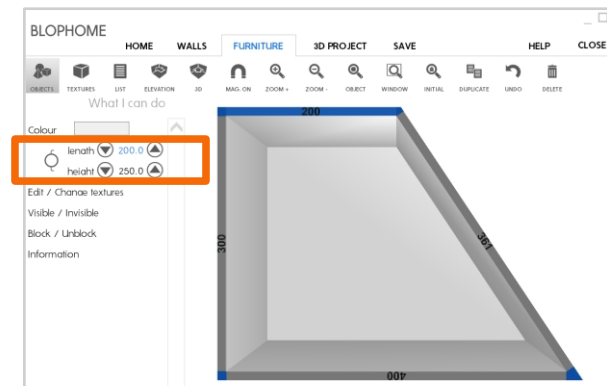 BLOPHOME
HOME WALLS FURNITURE 3D PROJECT SAVE HELP CLOSE
OBJECTS TEXTURES LIST ELEVATION 3D MAG. ON ZOOM + ZOOM - OBJECT WINDOW INITIAL DUPLICATE UNDO DELETE
What I can do
Colour
length 200.0
height 250.0
Edit / Change textures
Visible / Invisible
Block / Unblock
Information
200
300
361
400